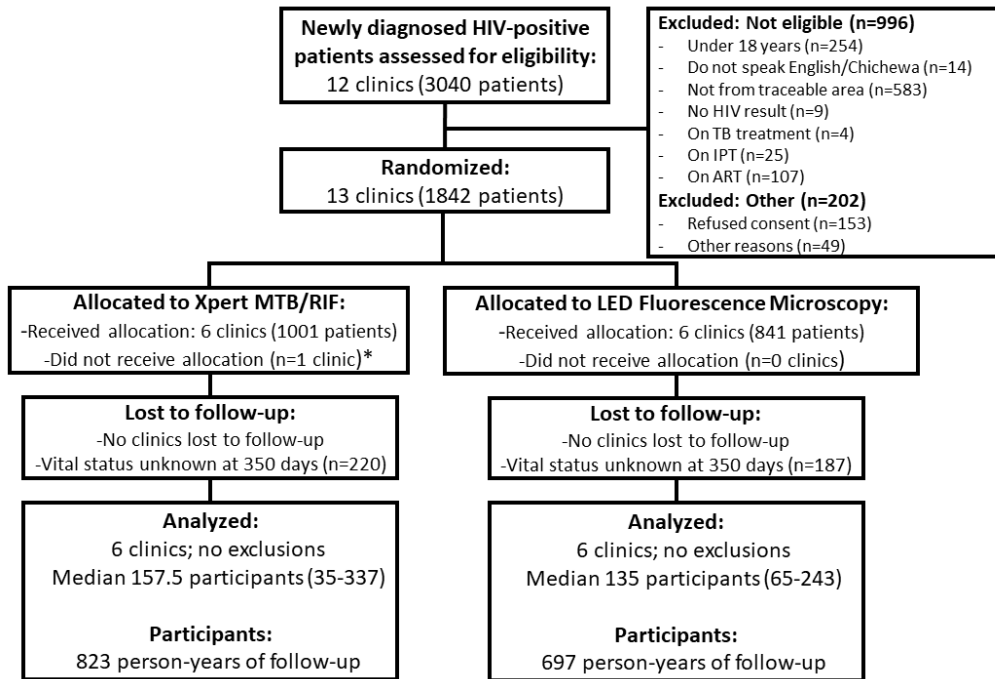 Newly diagnosed HIV-positive
patients assessed for eligibility:
12 clinics (3040 patients)
Excluded: Not eligible (n=996)
- Under 18 years (n=254)
- Do not speak English/Chichewa (n=14)
- Not from traceable area (n=583)
- No HIV result (n=9)
- On TB treatment (n=4)
- On IPT (n=25)
- On ART (n=107)
Excluded: Other (n=202)
- Refused consent (n=153)
- Other reasons (n=49)
Randomized:
13 clinics (1842 patients)
Allocated to Xpert MTB/RIF:
-Received allocation: 6 clinics (1001 patients)
-Did not receive allocation (n=1 clinic)*
Allocated to LED Fluorescence Microscopy:
-Received allocation: 6 clinics (841 patients)
-Did not receive allocation (n=0 clinics)
Lost to follow-up:
-No clinics lost to follow-up
-Vital status unknown at 350 days (n=220)
Lost to follow-up:
-No clinics lost to follow-up
-Vital status unknown at 350 days (n=187)
Analyzed:
6 clinics; no exclusions
Median 157.5 participants (35-337)
Participants:
823 person-years of follow-up
Analyzed:
6 clinics; no exclusions
Median 135 participants (65-243)
Participants:
697 person-years of follow-up